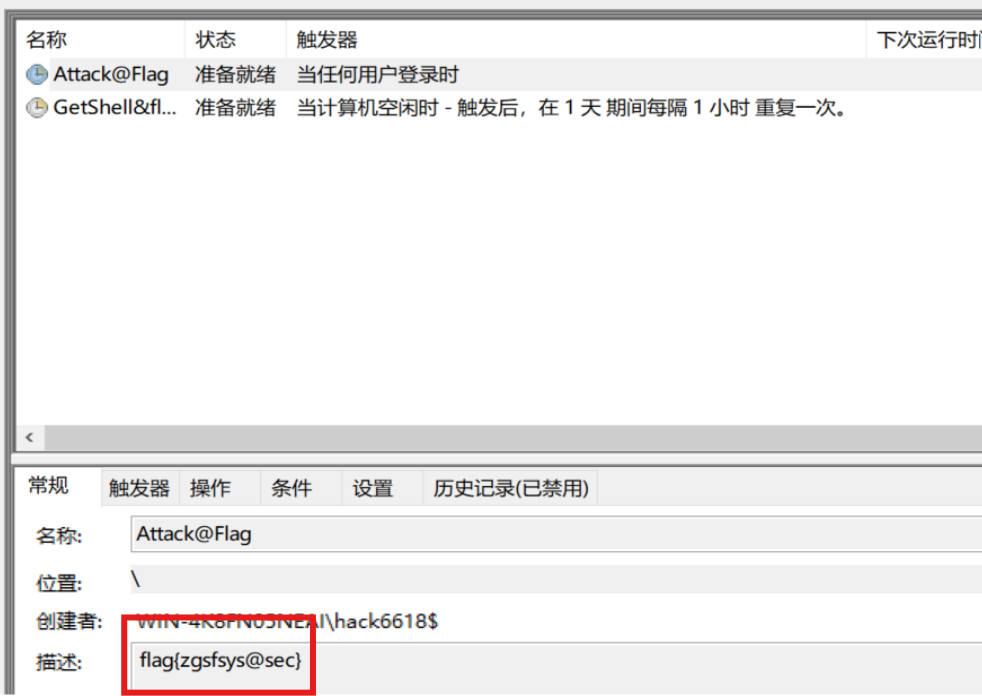 名称 状态 触发器 下次运行时间
Attack@Flag 准备就绪 当任何用户登录时
GetShell&fl... 准备就绪 当计算机空闲时 - 触发后，在 1 天 期间每隔 1 小时 重复一次。
常规 触发器 操作 条件 设置 历史记录(已禁用)
名称: Attack@Flag
位置: \
创建者: \hack6618$
描述: flag{zgsfsys@sec}